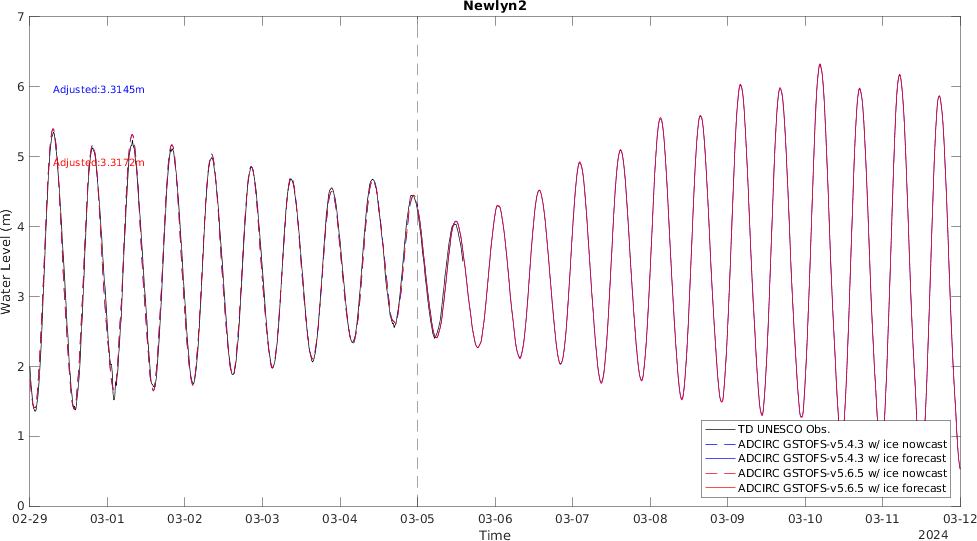 Newlyn2
7
6
5
4
3
2
1
0
Water Level (m)
Adjusted:3.3145m
Adjusted:3.3172m
TD UNESCO Obs.
ADCIRC GSTOFS-v5.4.3 w/ ice nowcast
ADCIRC GSTOFS-v5.4.3 w/ ice forecast
ADCIRC GSTOFS-v5.6.5 w/ ice nowcast
ADCIRC GSTOFS-v5.6.5 w/ ice forecast
02-29 03-01 03-02 03-03 03-04 03-05 03-06 03-07 03-08 03-09 03-10 03-11 03-12
Time
2024